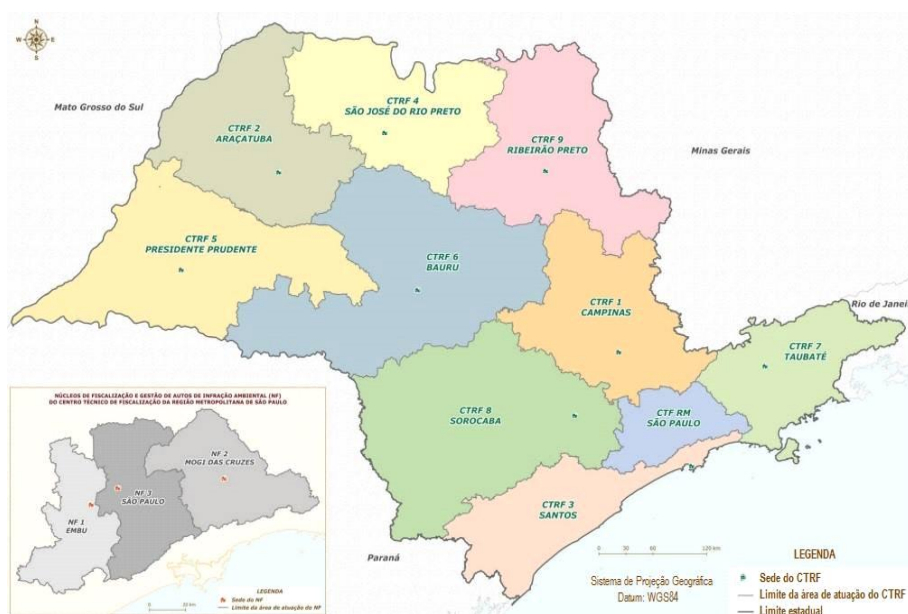 N
W
E
S
Mato Grosso do Sul
CTRF 4
SÃO JOSÉ DO RIO PRETO
CTRF 2
ARAÇATUBA
CTRF 9
RIBEIRÃO PRETO
Minas Gerais
CTRF 5
PRESIDENTE PRUDENTE
CTRF 6
BAURU
CTRF 1
CAMPINAS
Rio de Janei
CTRF 7
TAUBATÉ
CTRF 8
SOROCABA
CTF RM
SÃO PAULO
CTRF 3
SANTOS
Paraná
NÚCLEOS DE FISCALIZAÇÃO E GESTÃO DE AUTOS DE INFRAÇÃO AMBIENTAL (NF)
DO CENTRO TÉCNICO DE FISCALIZAÇÃO DA REGIÃO METROPOLITANA DE SÃO PAULO
NF 2
MOGI DAS CRUZES
NF 3
SÃO PAULO
NF 1
EMBU
LEGENDA
Sede do NF
Limite da área de atuação do NF
0 30 60 120 km
Sistema de Projeção Geográfica
Datum: WGS84
LEGENDA
Sede do CTRF
Limite da área de atuação do CTRF
Limite estadual